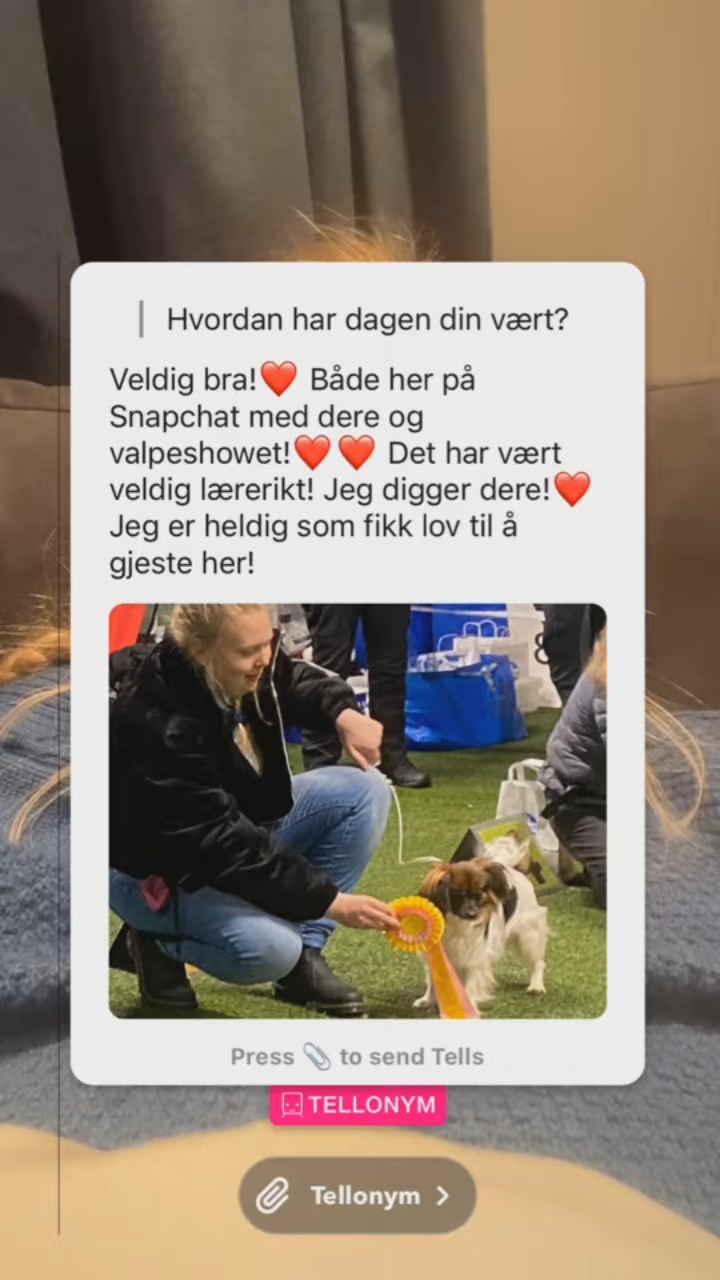 Hvordan har dagen din vært?
Veldig bra!❤️ Både her på
Snapchat med dere og
valpeshowet!❤️❤️ Det har vært
veldig lærerikt! Jeg digger dere!❤️
Jeg er heldig som fikk lov til å
gjeste her!
8
Press 📎 to send Tells
TELLONYM
Tellonym